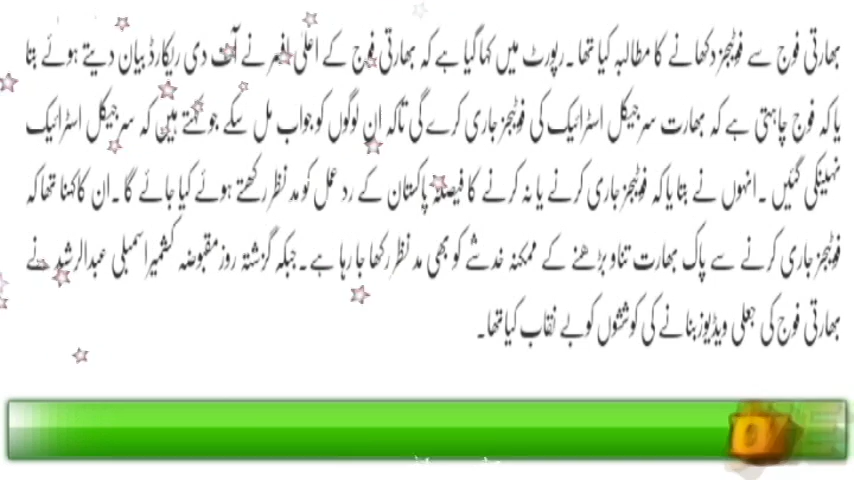 بھارتی فوج سے فوٹیجز دکھانے کا مطالبہ کیا تھا۔ رپورٹ میں کہا گیا ہے کہ بھارتی فوج کے اعلیٰ افسر نے آف دی ریکارڈ بیان دیتے ہوئے بتا
یا کہ فوج چاہتی ہے کہ بھارت سرجیکل اسٹرائیک کی فوٹیجز جاری کرے گی تاکہ ان لوگوں کو جواب مل سکے جو کہتے ہیں کہ سرجیکل اسٹرائیک
نہیںکی گئیں۔ انہوں نے بتایا کہ فوٹیجز جاری کرنے یا نہ کرنے کا فیصلہ پاکستان کے رد عمل کو مد نظر رکھتے ہوئے کیا جائے گا۔ ان کا کہنا تھا کہ
فوٹیجز جاری کرنے سے پاک بھارت تناو بڑھنے کے ممکنہ خدشے کو بھی مد نظر رکھا جا رہا ہے۔ جبکہ گزشتہ روز مقبوضہ کشمیر اسمبلی عبدالرشید نے
بھارتی فوج کی جعلی ویڈیوز بنانے کی کوششوں کو بے نقاب کیا تھا۔